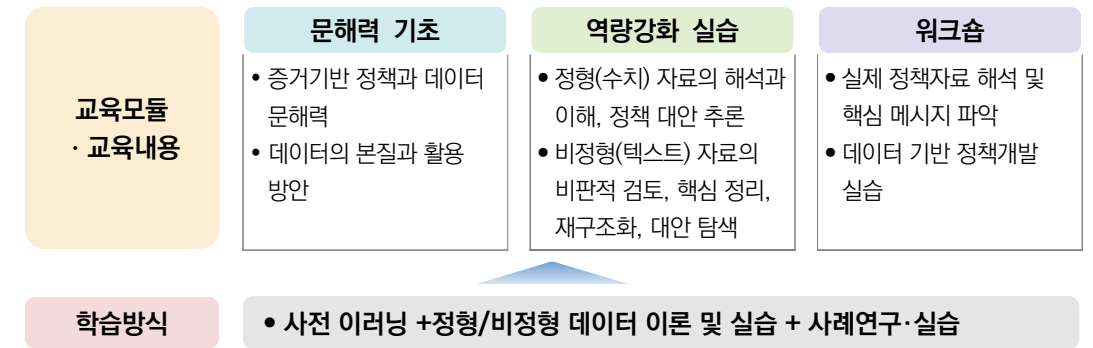 교육모듈
· 교육내용
문해력 기초
• 증거기반 정책과 데이터
문해력
• 데이터의 본질과 활용
방안
역량강화 실습
• 정형(수치) 자료의 해석과
이해, 정책 대안 추론
• 비정형(텍스트) 자료의
비판적 검토, 핵심 정리,
재구조화, 대안 탐색
워크숍
• 실제 정책자료 해석 및
핵심 메시지 파악
• 데이터 기반 정책개발
실습
학습방식
• 사전 이러닝 +정형/비정형 데이터 이론 및 실습 + 사례연구·실습